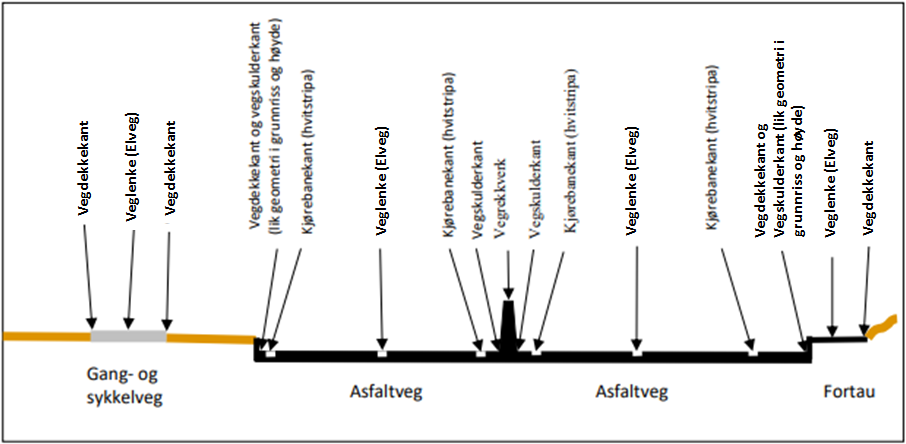 Vegdekkekant
Veglenke (Elveg)
Vegdekkekant
Vegdekkekant og vegskulderkant
(lik geometri i grunnriss og høyde)
Kjørebanekant (hvitstripa)
Veglenke (Elveg)
Kjørebanekant (hvtstripa)
Vegskulderkant
Vegrekkverk
Vegskulderkant
Kjørebanekant (hvitstripa)
Veglenke (Elveg)
Kjørebanekant (hvitstripa)
Vegdekkekant og
Vegskulderkant (lik geometri i
grunnriss og høyde)
Veglenke (Elveg)
Vegdekkekant
Gang- og
sykkelveg
Asfaltveg
Asfaltveg
Fortau